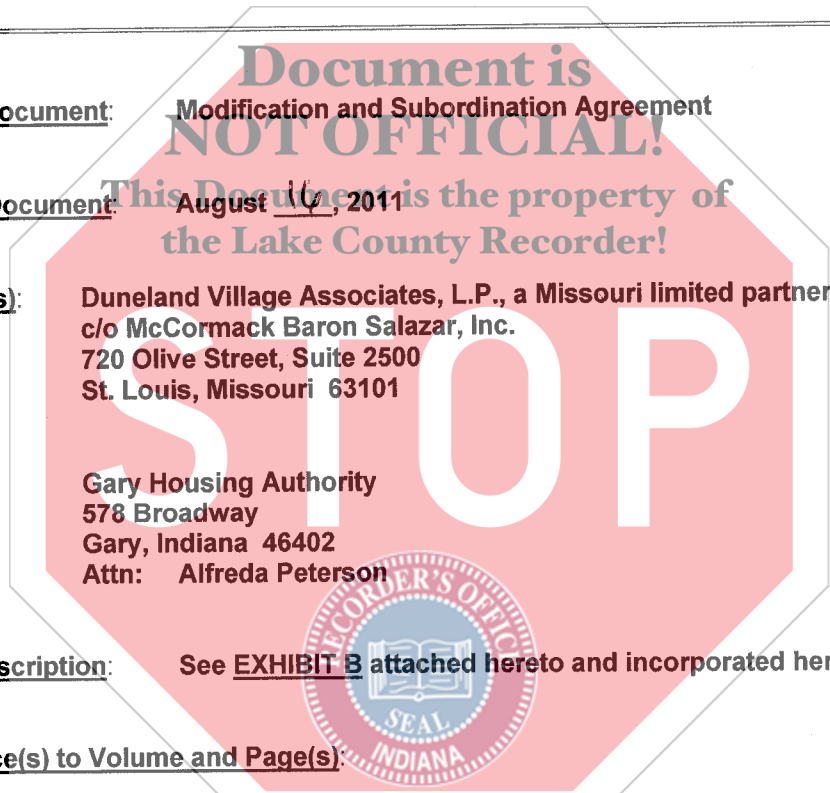 Document is
ocument: Modification and Subordination Agreement
NOT OFFICIAL!
ocument: August 16, 2011
This Document is the property of
the Lake County Recorder!
s): Duneland Village Associates, L.P., a Missouri limited partner
c/o McCormack Baron Salazar, Inc.
720 Olive Street, Suite 2500
St. Louis, Missouri 63101
STOP
Gary Housing Authority
578 Broadway
Gary, Indiana 46402
Attn: Alfreda Peterson
RECORDER'S OFFICE
scription: See EXHIBIT B attached hereto and incorporated her
SEAL
INDIANA
e(s) to Volume and Page(s):